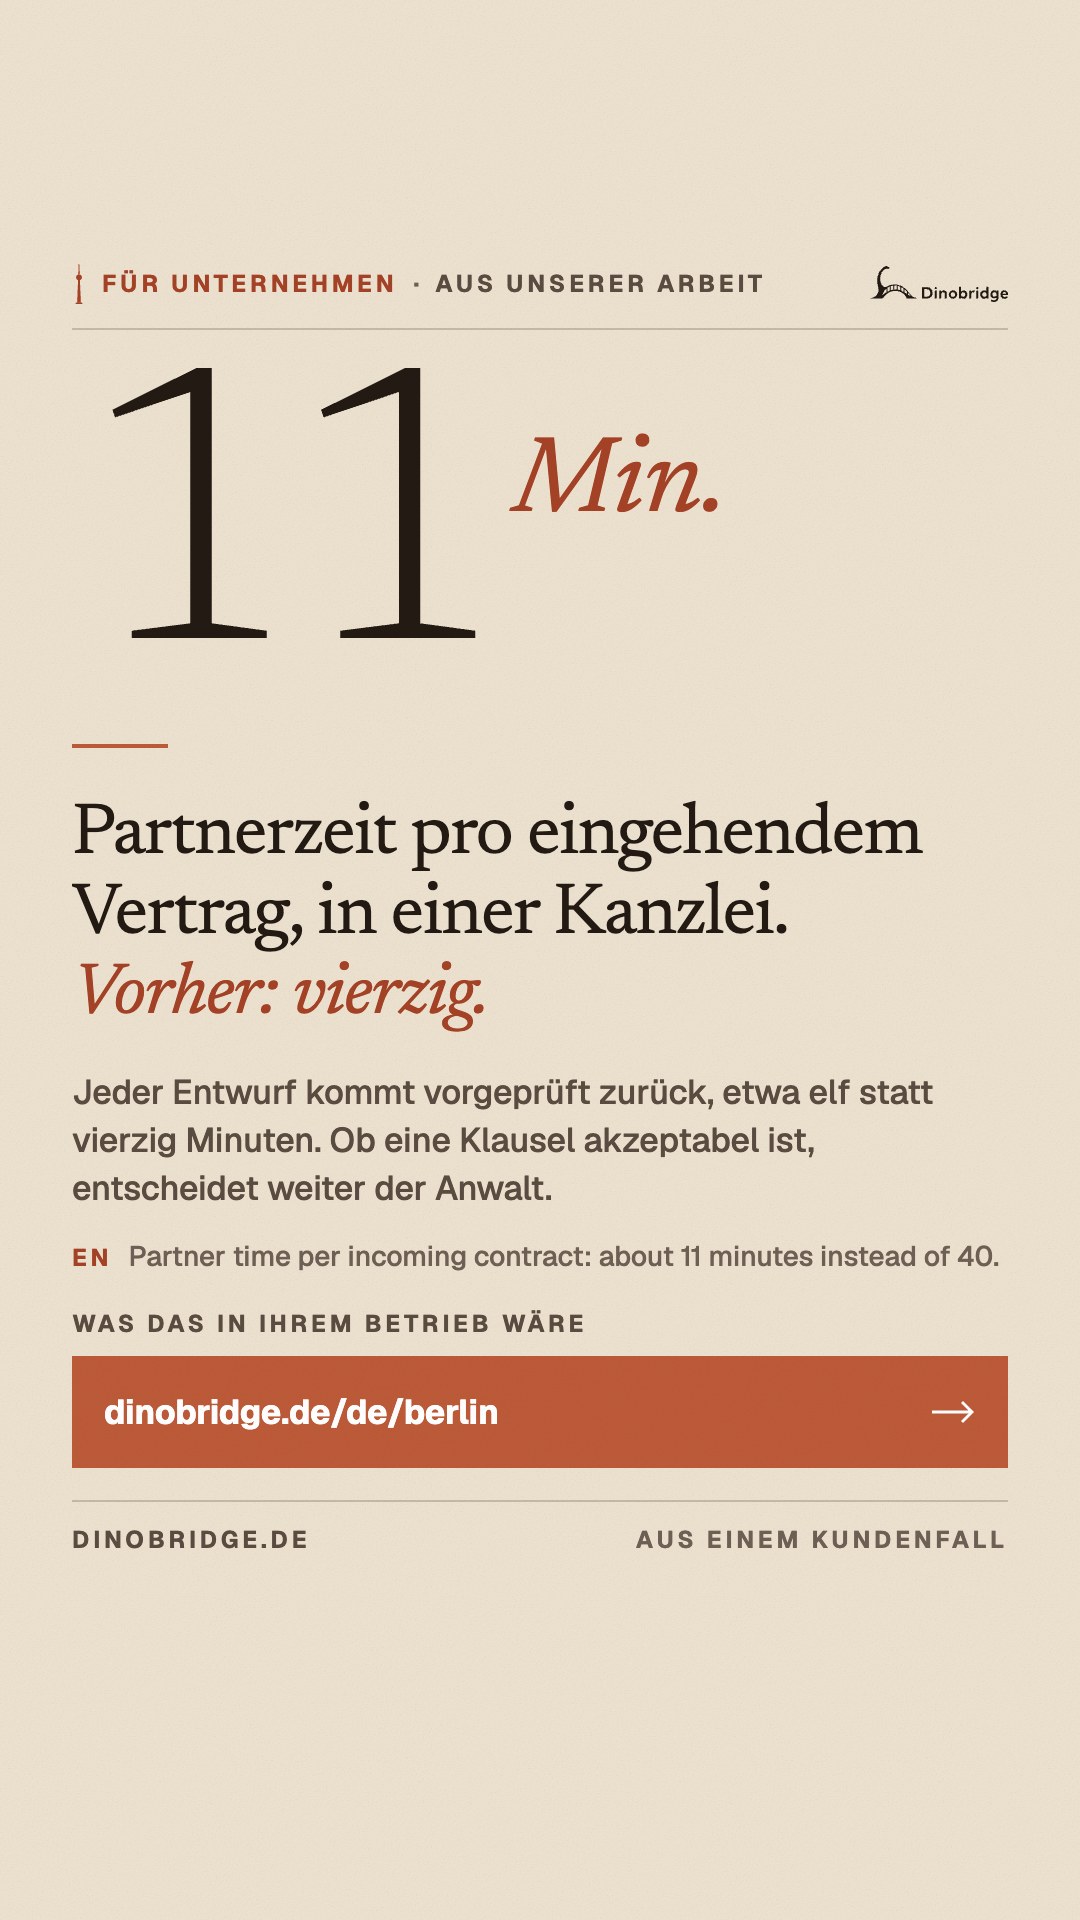 FÜR UNTERNEHMEN · AUS UNSERER ARBEIT
Dinobridge
11 Min.
Partnerzeit pro eingehendem
Vertrag, in einer Kanzlei.
Vorher: vierzig.
Jeder Entwurf kommt vorgeprüft zurück, etwa elf statt
vierzig Minuten. Ob eine Klausel akzeptabel ist,
entscheidet weiter der Anwalt.
EN Partner time per incoming contract: about 11 minutes instead of 40.
WAS DAS IN IHREM BETRIEB WÄRE
dinobridge.de/de/berlin →
DINOBRIDGE.DE
AUS EINEM KUNDENFALL